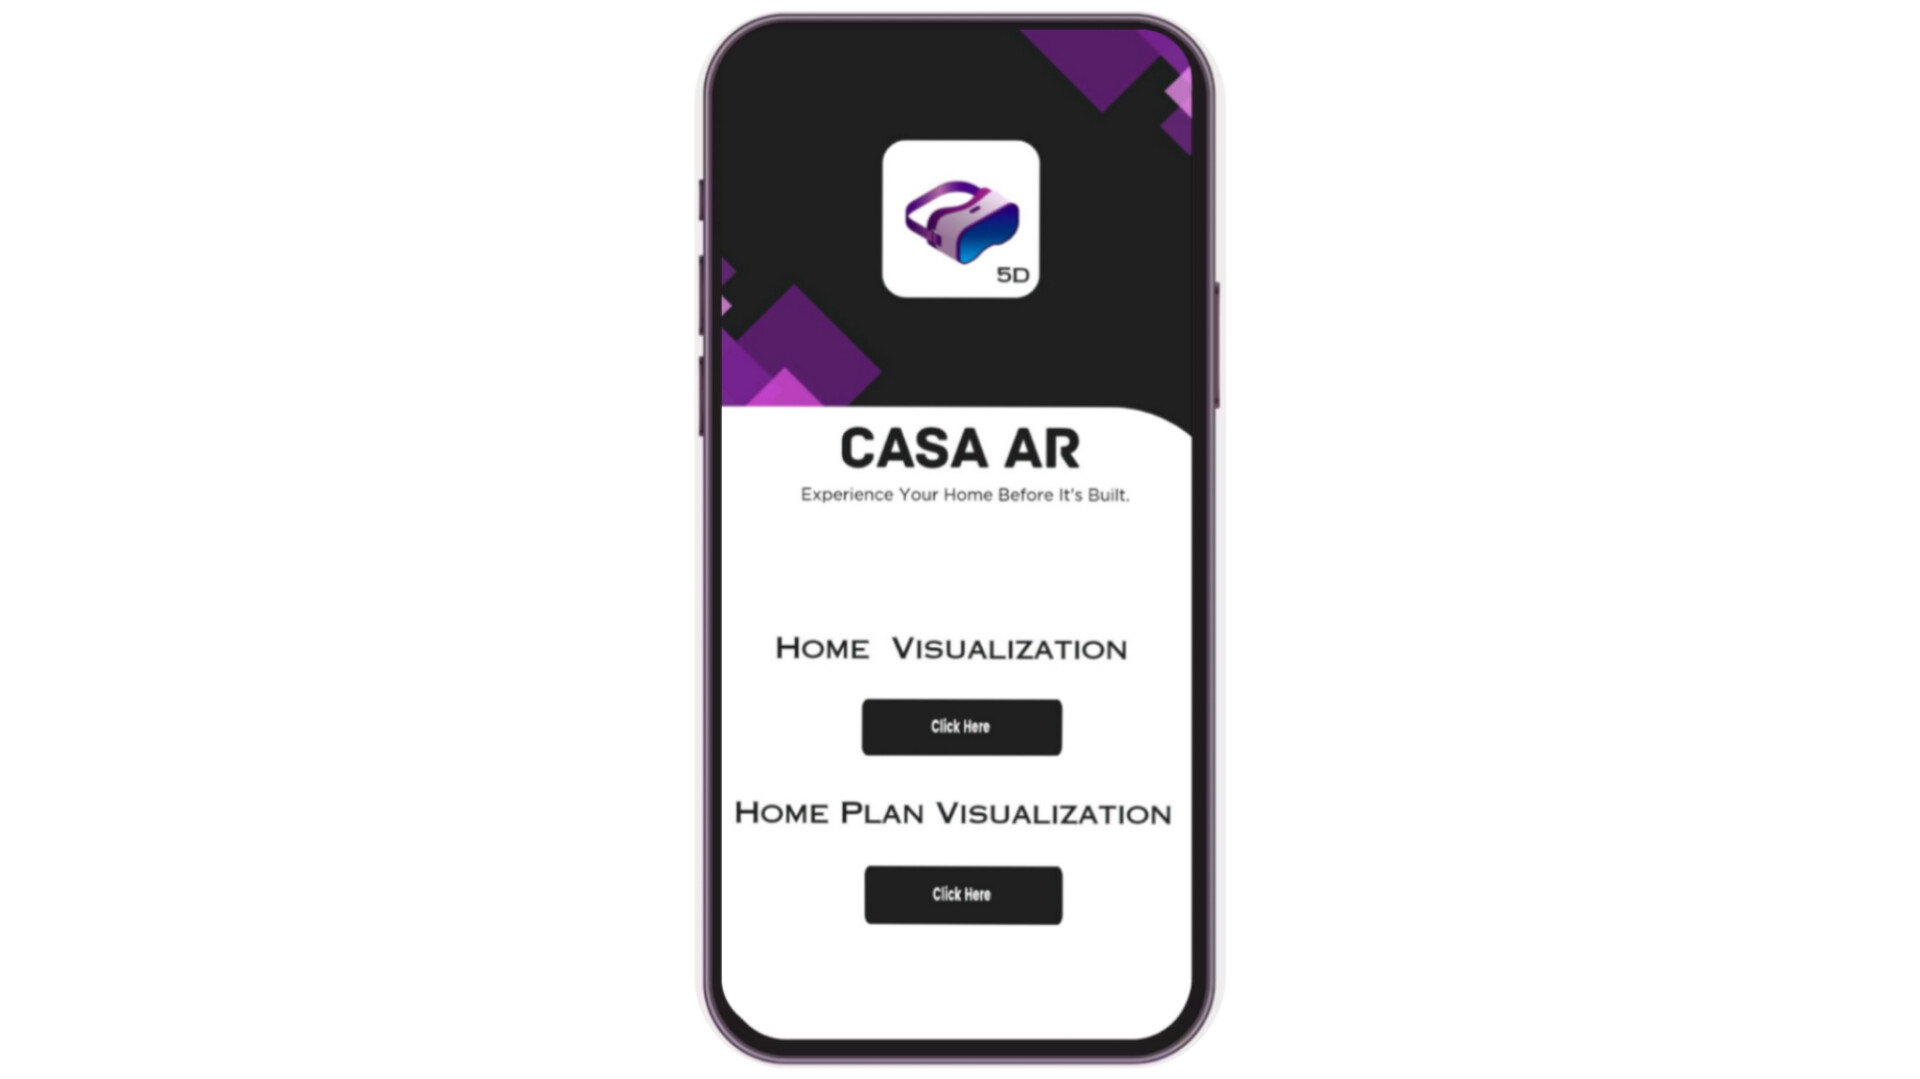 5D
CASA AR
Experience Your Home Before It's Built.
HOME VISUALIZATION
Click Here
HOME PLAN VISUALIZATION
Click Here